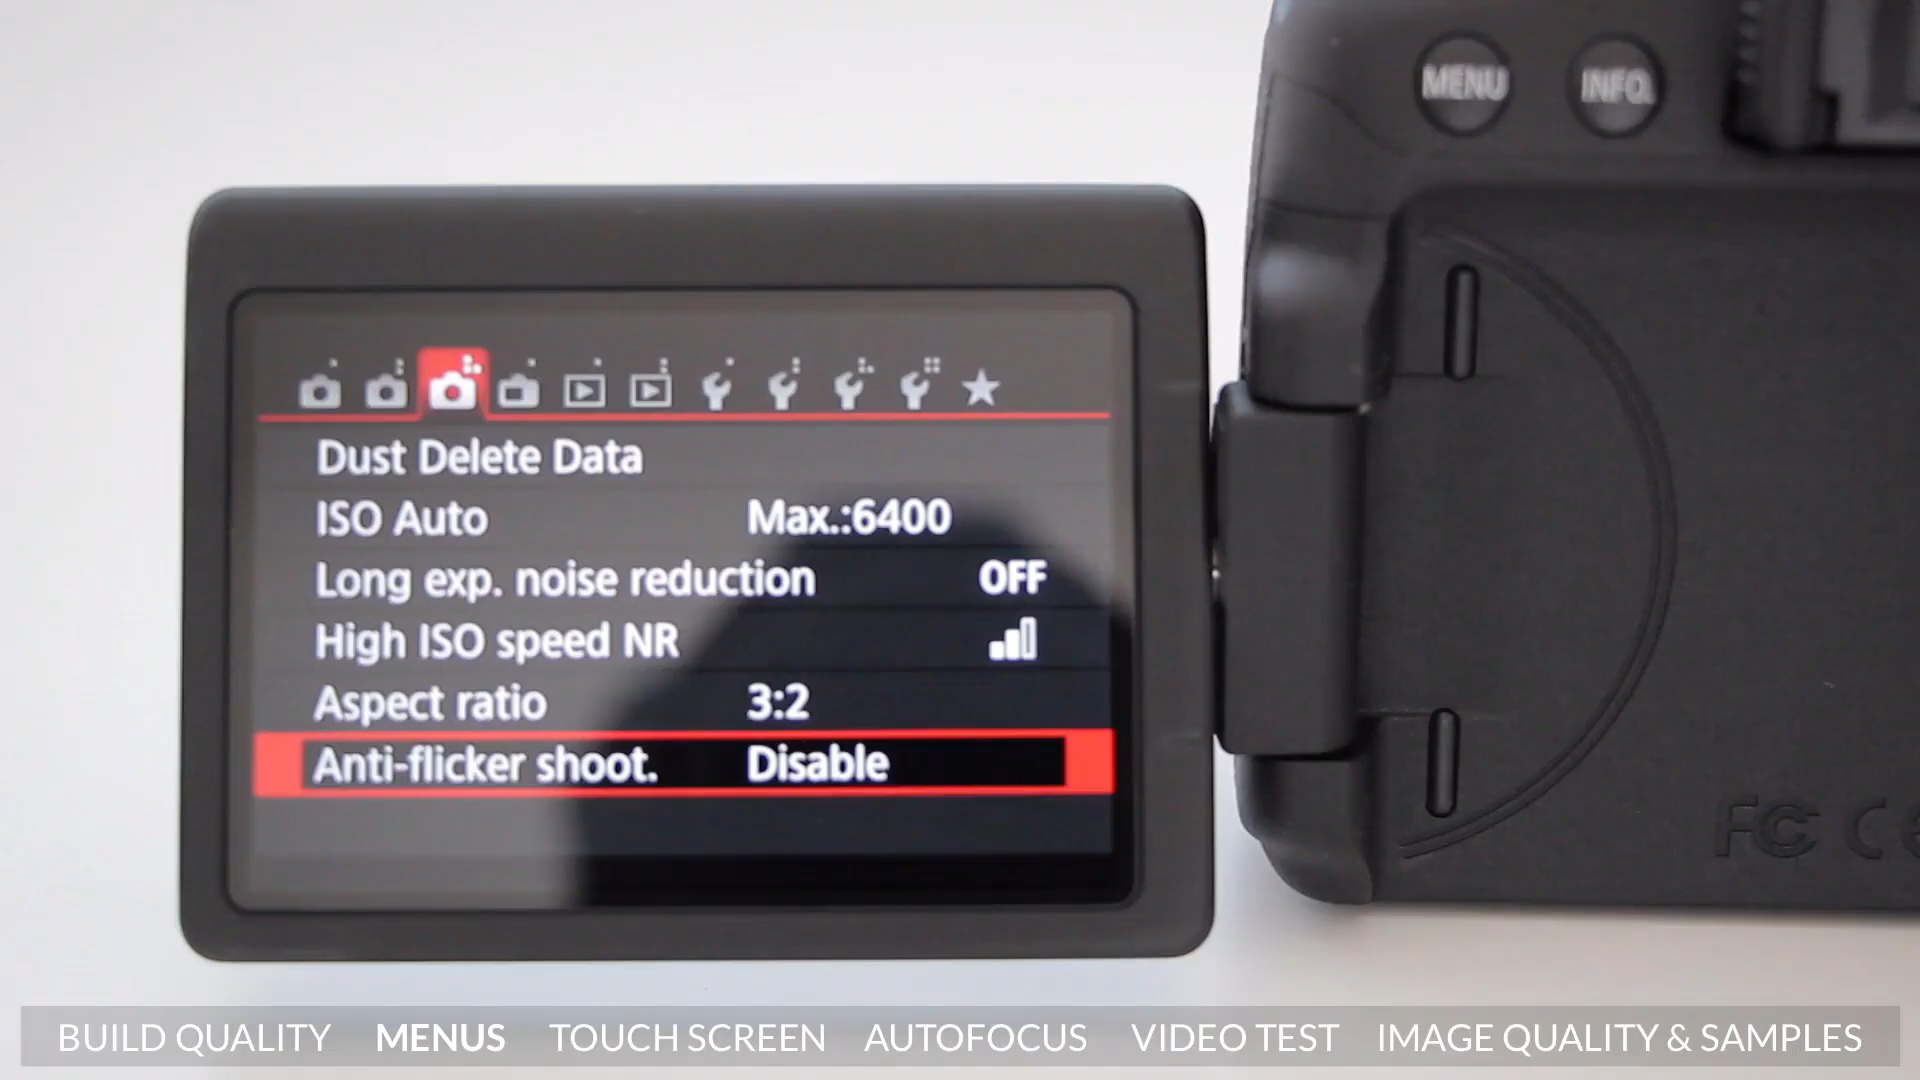 MENU INFO.
Dust Delete Data
ISO Auto Max.:6400
Long exp. noise reduction OFF
High ISO speed NR
Aspect ratio 3:2
Anti-flicker shoot. Disable
FC CE
BUILD QUALITY MENUS TOUCH SCREEN AUTOFOCUS VIDEO TEST IMAGE QUALITY & SAMPLES